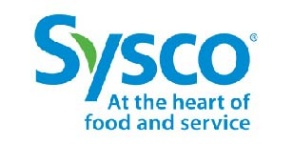 Sysco®
At the heart of
food and service